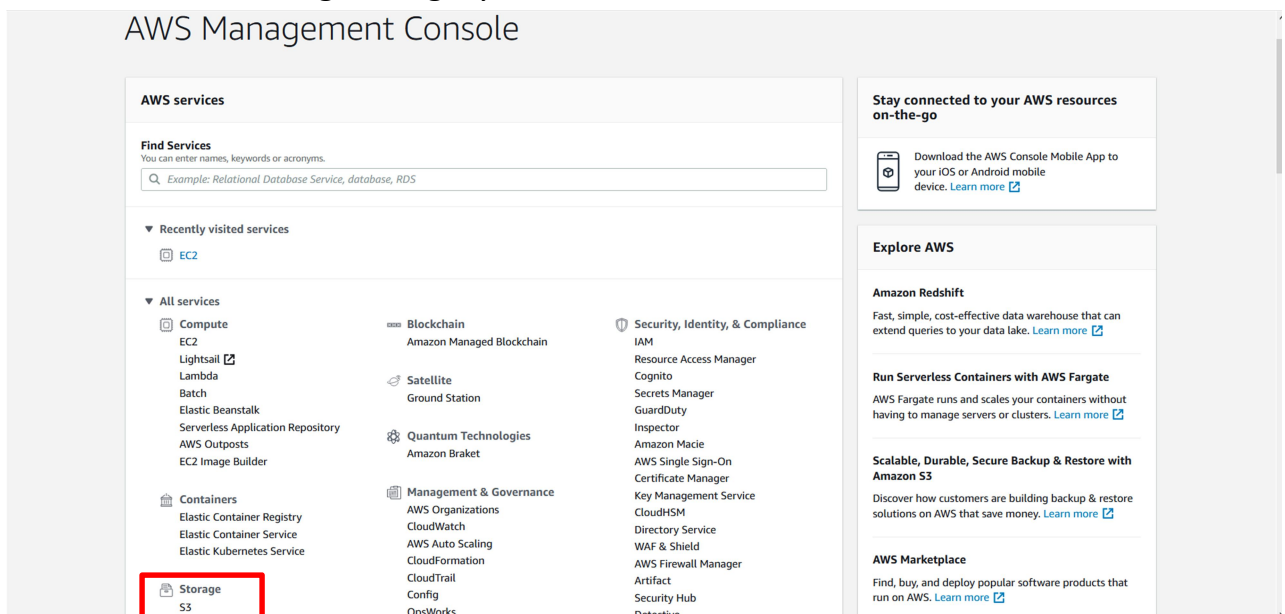 AWS Management Console
AWS services
Find Services
You can enter names, keywords or acronyms.
Example: Relational Database Service, database, RDS
Recently visited services
EC2
All services
Compute
EC2
Lightsail
Lambda
Batch
Elastic Beanstalk
Serverless Application Repository
AWS Outposts
EC2 Image Builder
Containers
Elastic Container Registry
Elastic Container Service
Elastic Kubernetes Service
Storage
S3
Blockchain
Amazon Managed Blockchain
Satellite
Ground Station
Quantum Technologies
Amazon Braket
Management & Governance
AWS Organizations
CloudWatch
AWS Auto Scaling
CloudFormation
CloudTrail
Config
OpsWorks
Security, Identity, & Compliance
IAM
Resource Access Manager
Cognito
Secrets Manager
GuardDuty
Inspector
Amazon Macie
AWS Single Sign-On
Certificate Manager
Key Management Service
CloudHSM
Directory Service
WAF & Shield
AWS Firewall Manager
Artifact
Security Hub
Detective
Stay connected to your AWS resources
on-the-go
Download the AWS Console Mobile App to
your iOS or Android mobile
device. Learn more
Explore AWS
Amazon Redshift
Fast, simple, cost-effective data warehouse that can
extend queries to your data lake. Learn more
Run Serverless Containers with AWS Fargate
AWS Fargate runs and scales your containers without
having to manage servers or clusters. Learn more
Scalable, Durable, Secure Backup & Restore with
Amazon S3
Discover how customers are building backup & restore
solutions on AWS that save money. Learn more
AWS Marketplace
Find, buy, and deploy popular software products that
run on AWS. Learn more